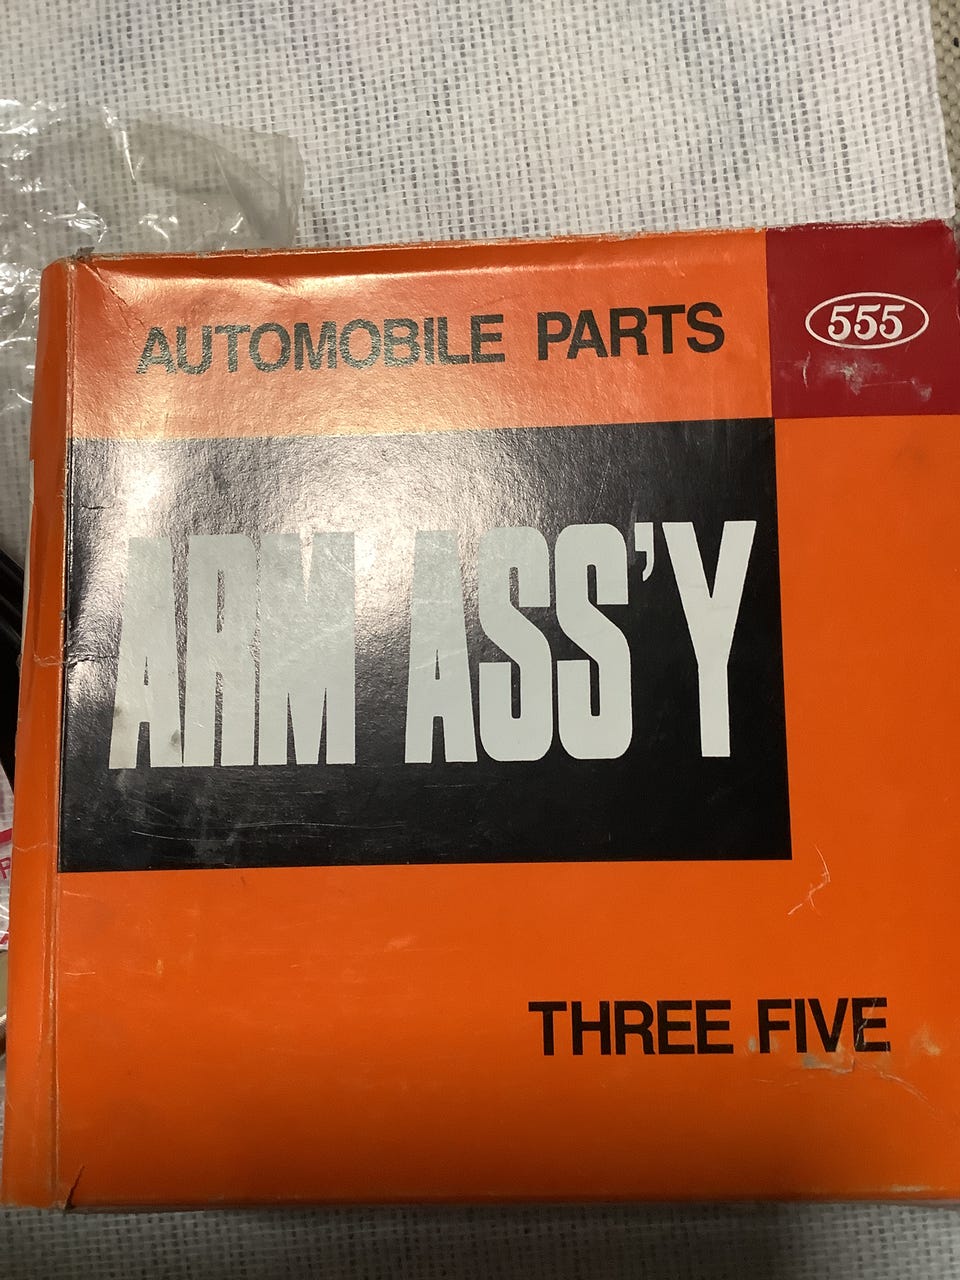 AUTOMOBILE PARTS
555
ARM ASS'Y
THREE FIVE